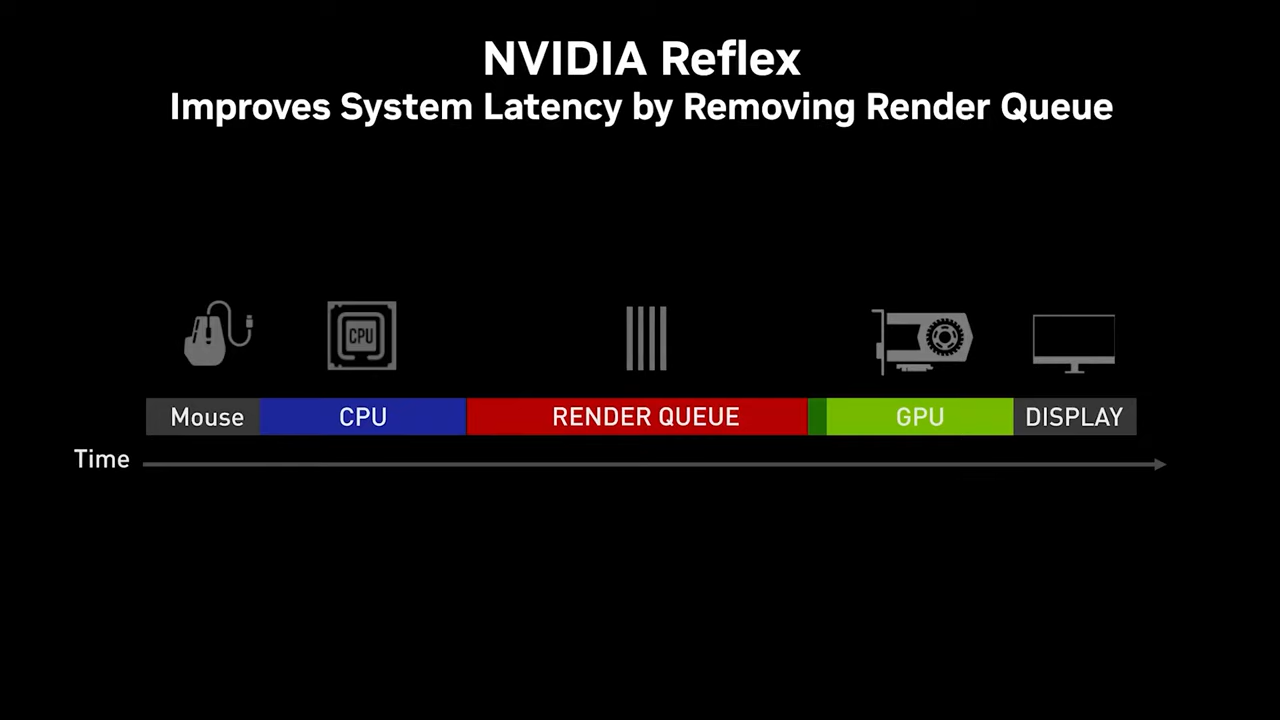 NVIDIA Reflex
Improves System Latency by Removing Render Queue
CPU
Mouse CPU RENDER QUEUE GPU DISPLAY
Time